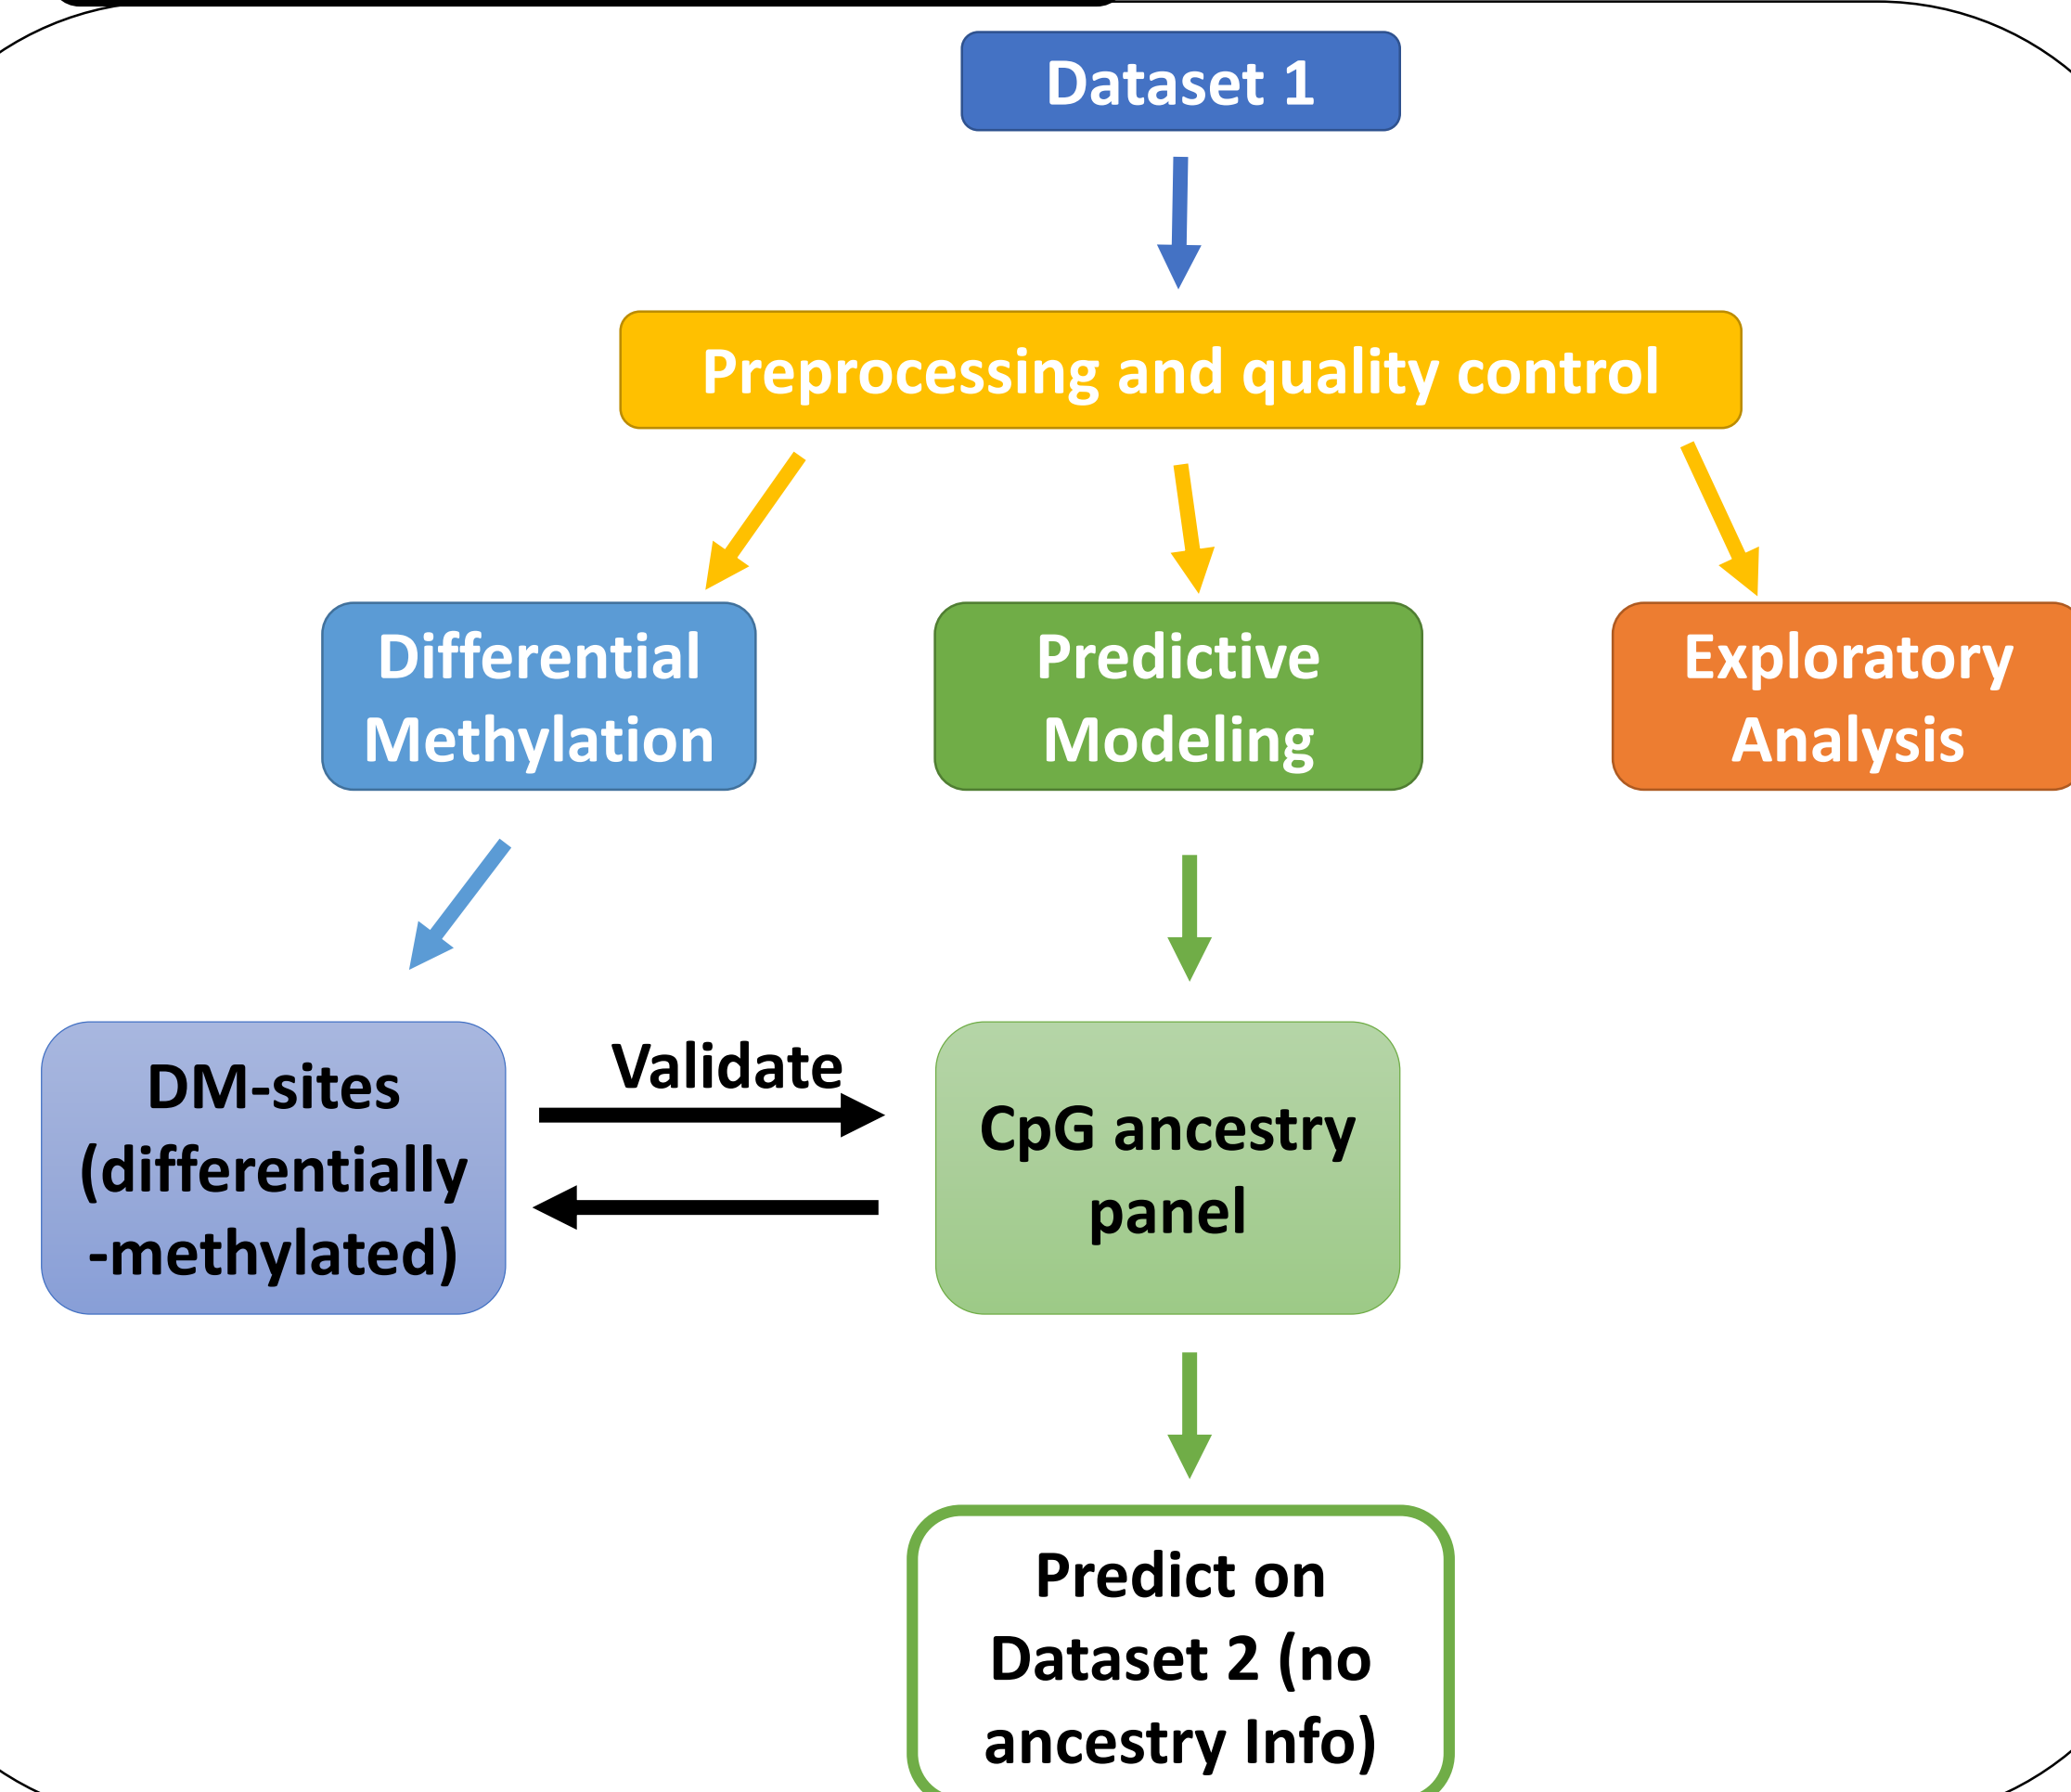 Dataset 1
Preprocessing and quality control
Differential
Methylation
Predictive
Modeling
Exploratory
Analysis
DM-sites
(differentially
-methylated)
Validate
CpG ancestry
panel
Predict on
Dataset 2 (no
ancestry Info)